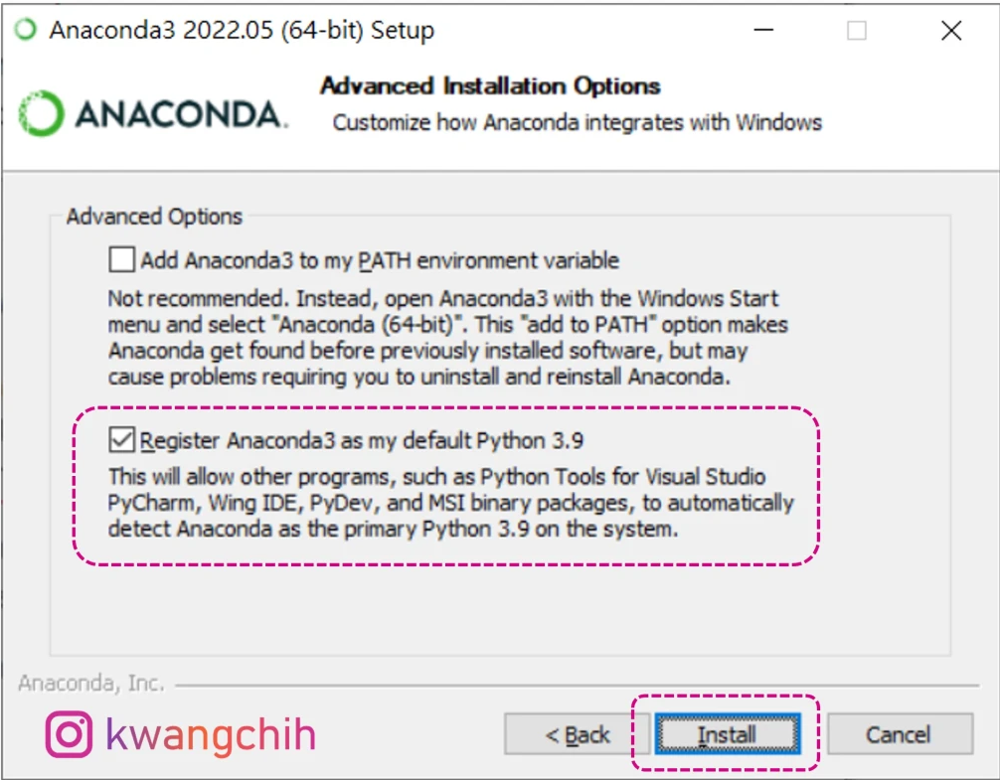 Anaconda3 2022.05 (64-bit) Setup
ANACONDA.
Advanced Installation Options
Customize how Anaconda integrates with Windows
Advanced Options
Add Anaconda3 to my PATH environment variable
Not recommended. Instead, open Anaconda3 with the Windows Start
menu and select "Anaconda (64-bit)". This "add to PATH" option makes
Anaconda get found before previously installed software, but may
cause problems requiring you to uninstall and reinstall Anaconda.
Register Anaconda3 as my default Python 3.9
This will allow other programs, such as Python Tools for Visual Studio
PyCharm, Wing IDE, PyDev, and MSI binary packages, to automatically
detect Anaconda as the primary Python 3.9 on the system.
Anaconda, Inc.
kwangchih
< Back
Install
Cancel